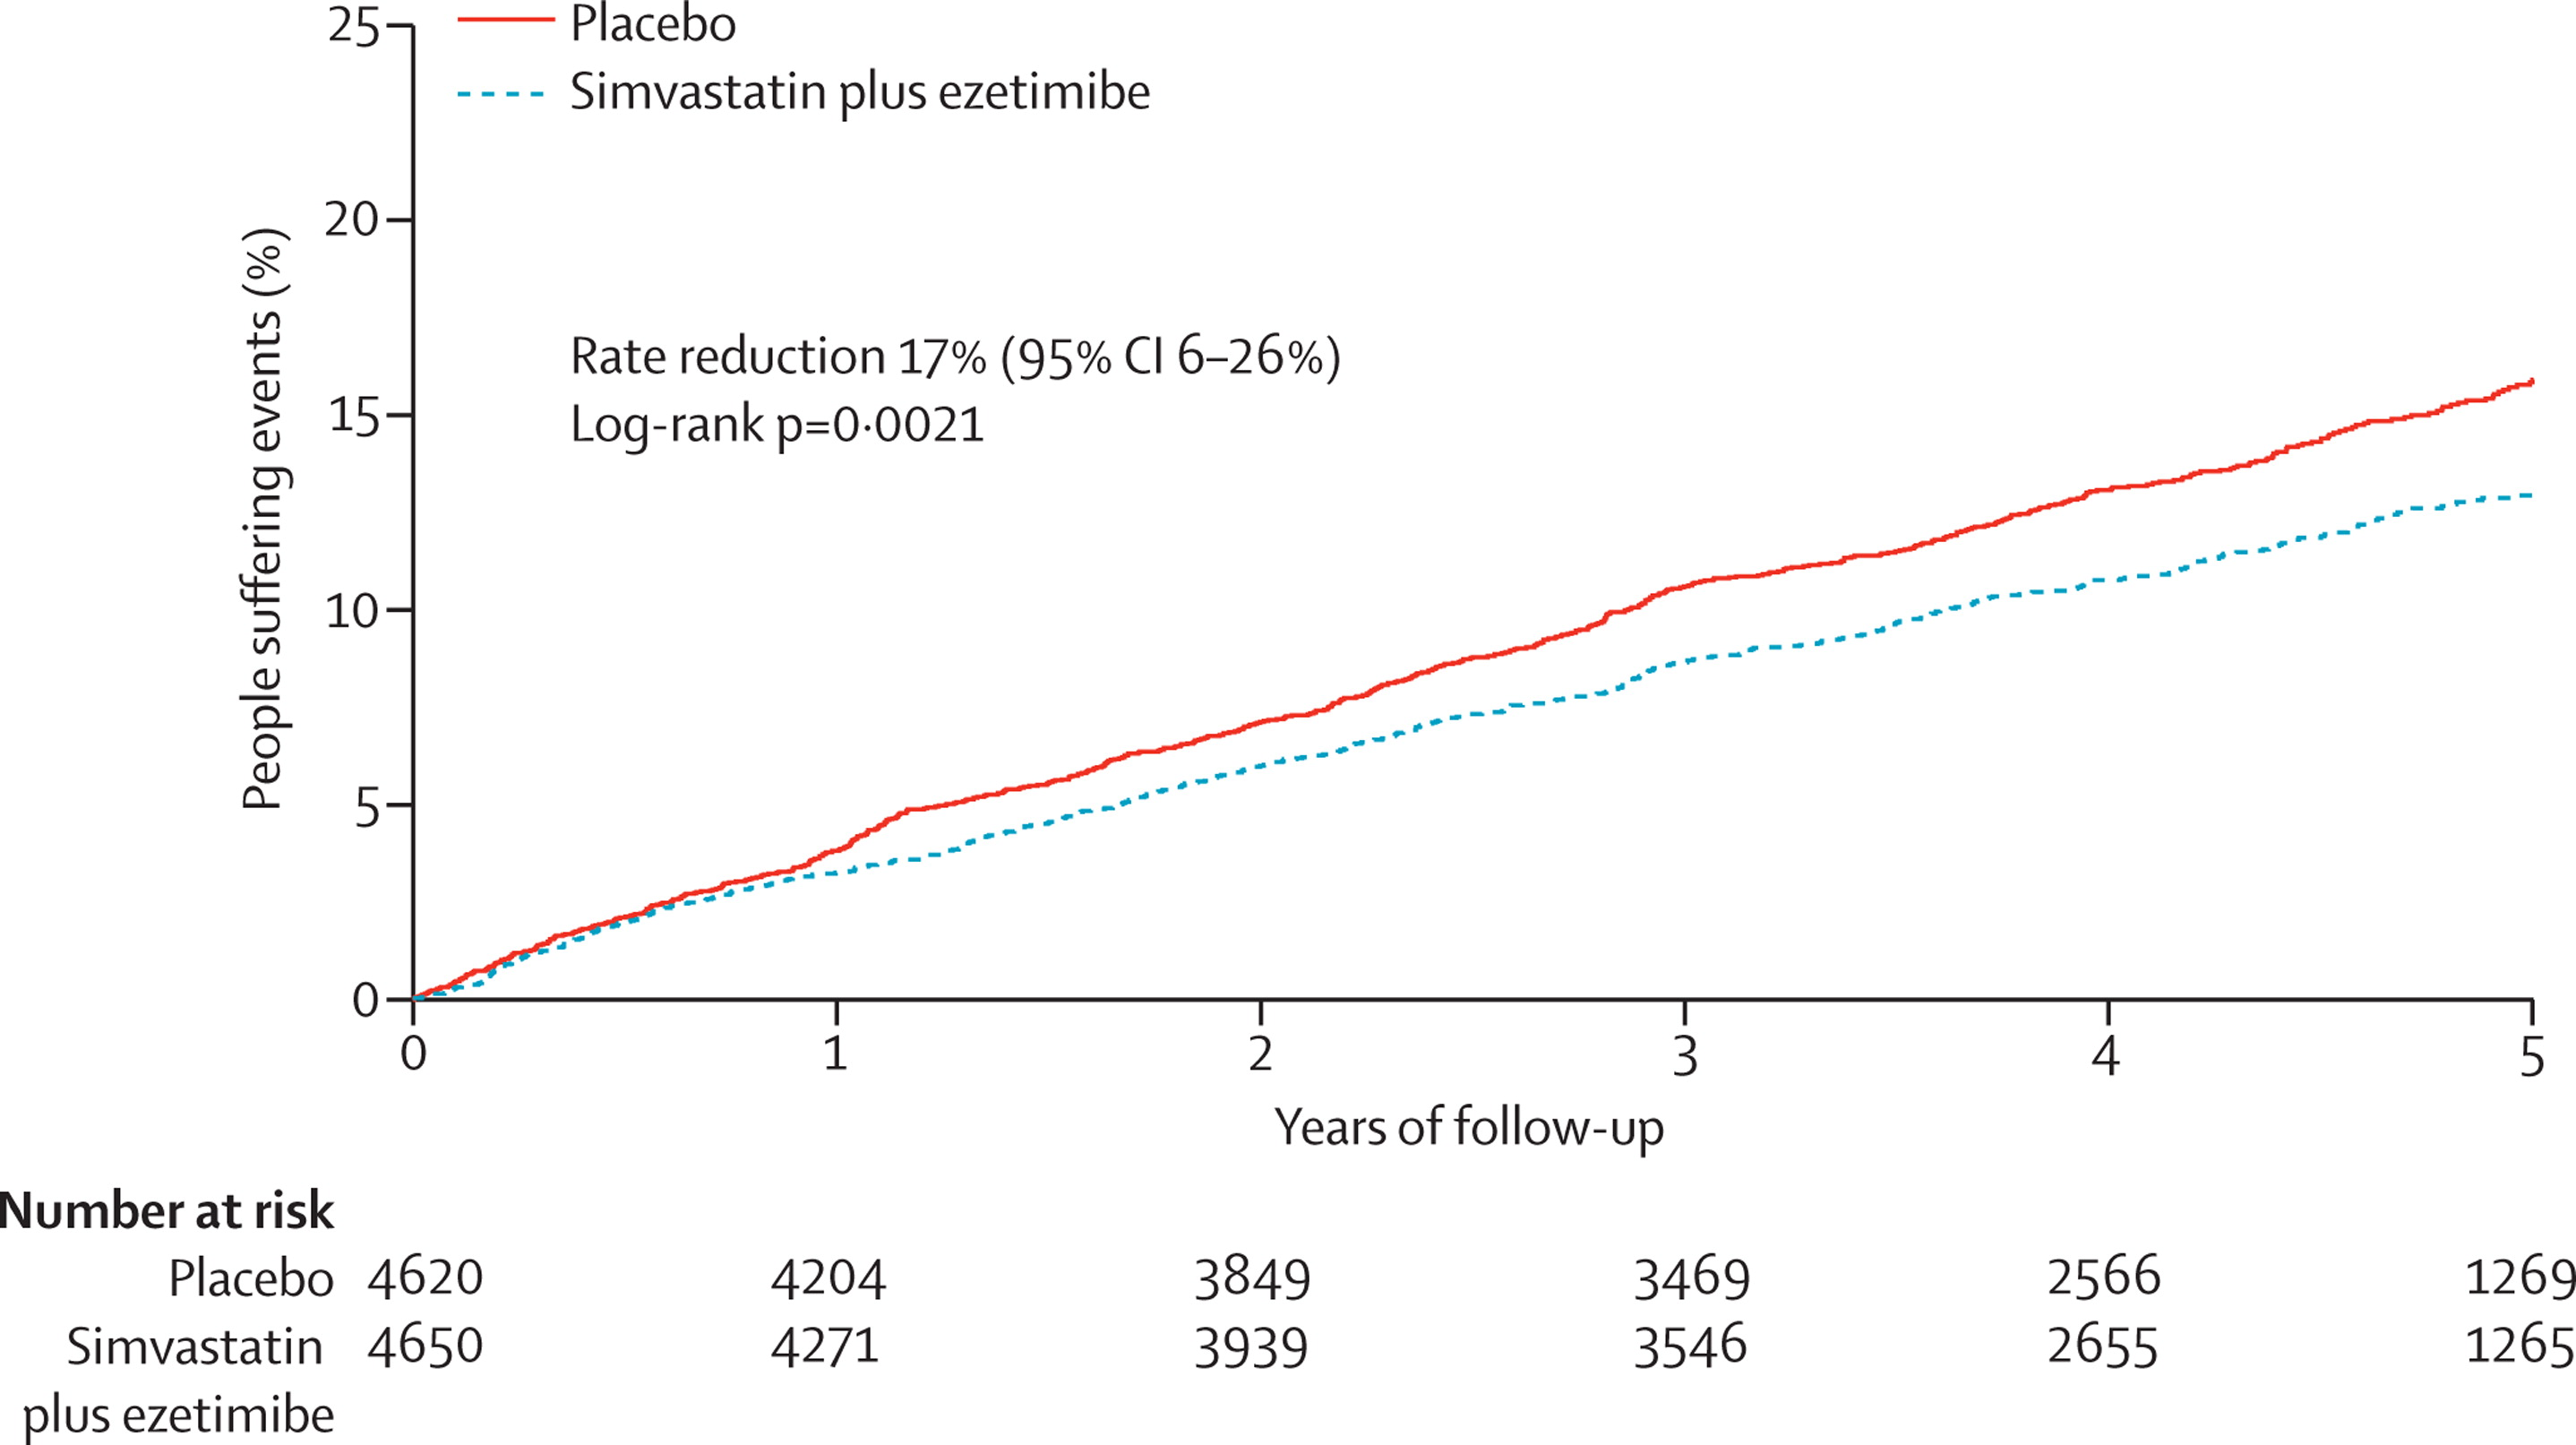 Placebo
Simvastatin plus ezetimibe
25
20
15
10
5
0
People suffering events (%)
Rate reduction 17% (95% CI 6–26%)
Log-rank p=0·0021
0 1 2 3 4 5
Years of follow-up
Number at risk
Placebo 4620 4204 3849 3469 2566 1269
Simvastatin 4650 4271 3939 3546 2655 1265
plus ezetimibe